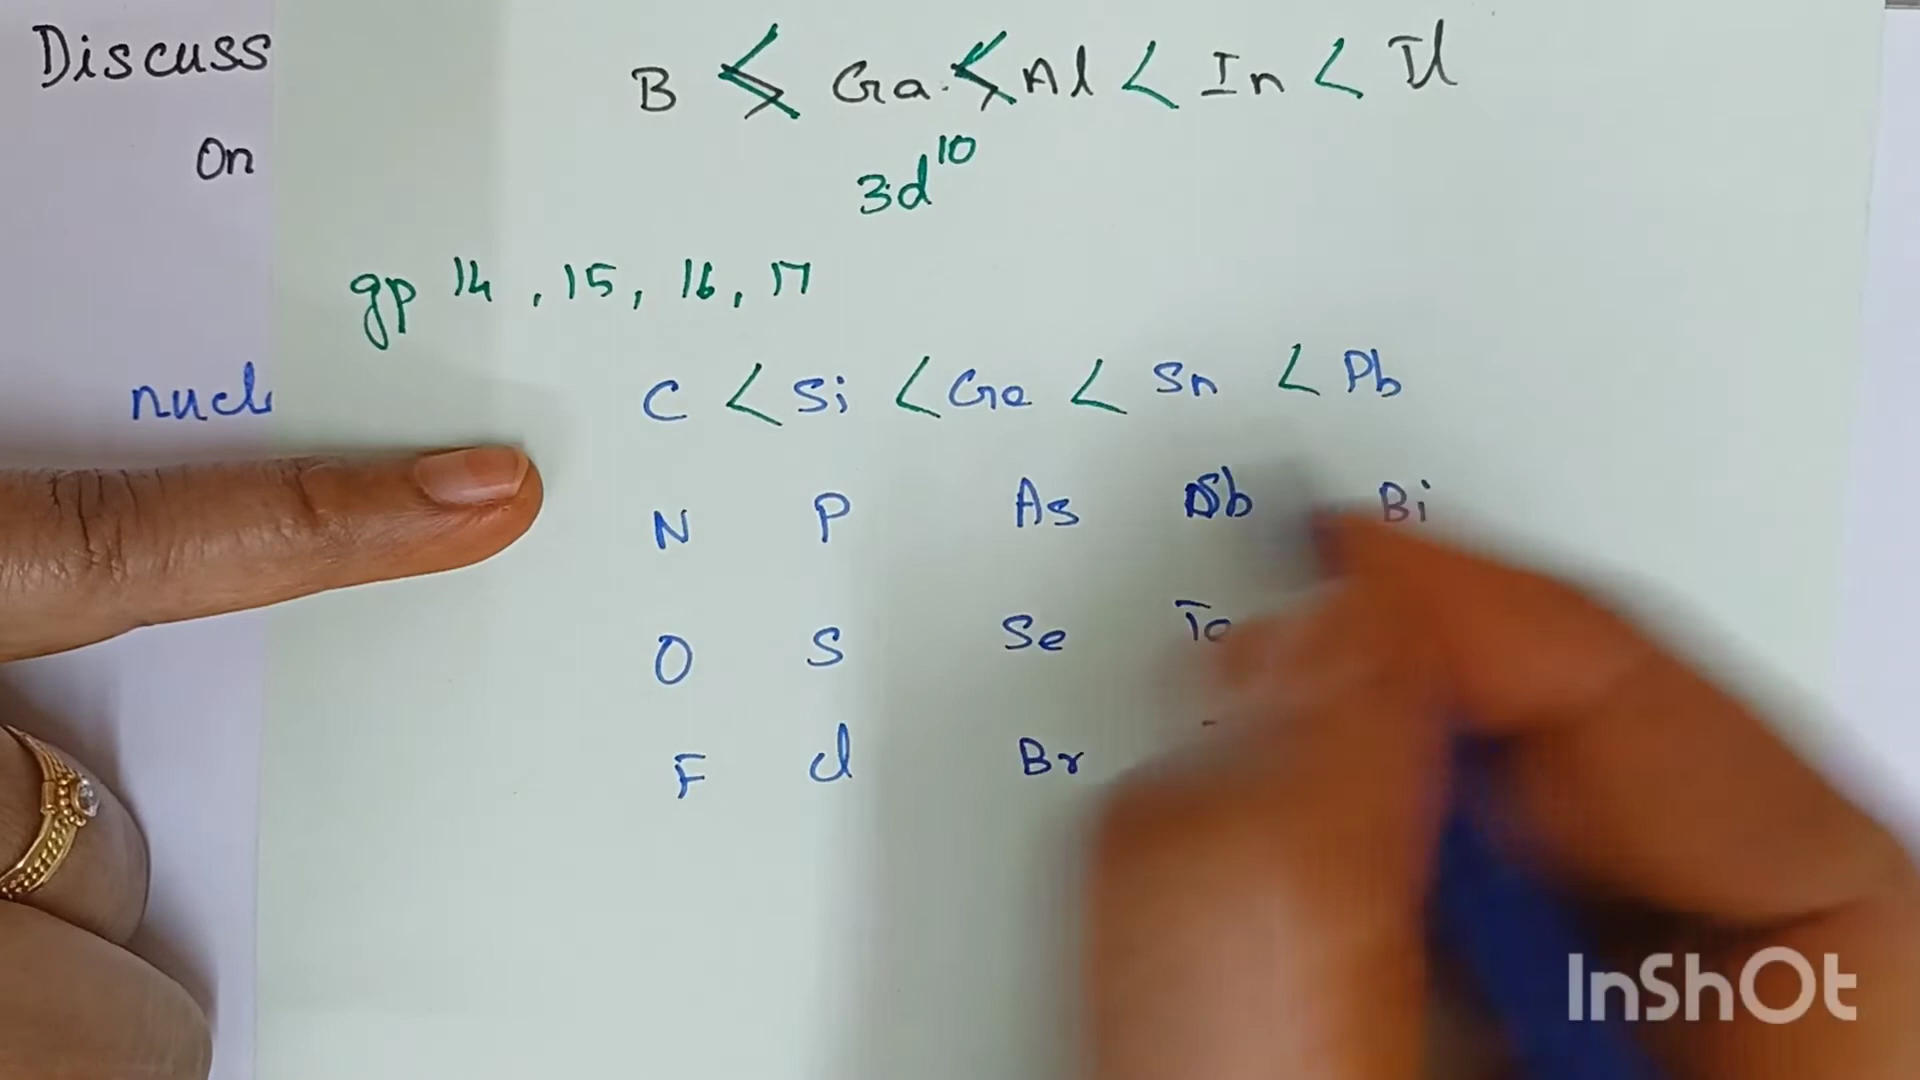 Discuss
On
B < Ga < Al < In < Tl
3d¹⁰
gp 14, 15, 16, 17
nucl
C < Si < Ge < Sn < Pb
N P As Sb Bi
O S Se Te
F Cl Br
InShOt